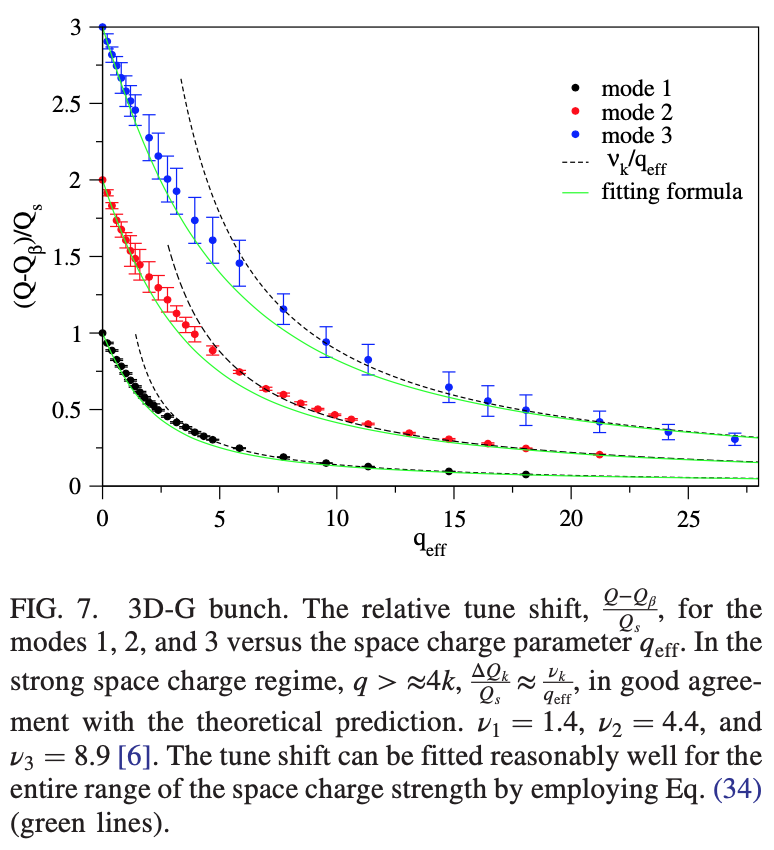 3
2.5
2
1.5
1
0.5
0
(Q-Q_β)/Q_s
mode 1
mode 2
mode 3
ν_k/q_eff
fitting formula
0 5 10 15 20 25
q_eff
FIG. 7. 3D-G bunch. The relative tune shift, \frac{Q-Q_β}{Q_s}, for the
modes 1, 2, and 3 versus the space charge parameter q_eff. In the
strong space charge regime, q > ≈4k, \frac{ΔQ_k}{Q_s} ≈ \frac{ν_k}{q_eff}, in good agree-
ment with the theoretical prediction. ν_1 = 1.4, ν_2 = 4.4, and
ν_3 = 8.9 [6]. The tune shift can be fitted reasonably well for the
entire range of the space charge strength by employing Eq. (34)
(green lines).